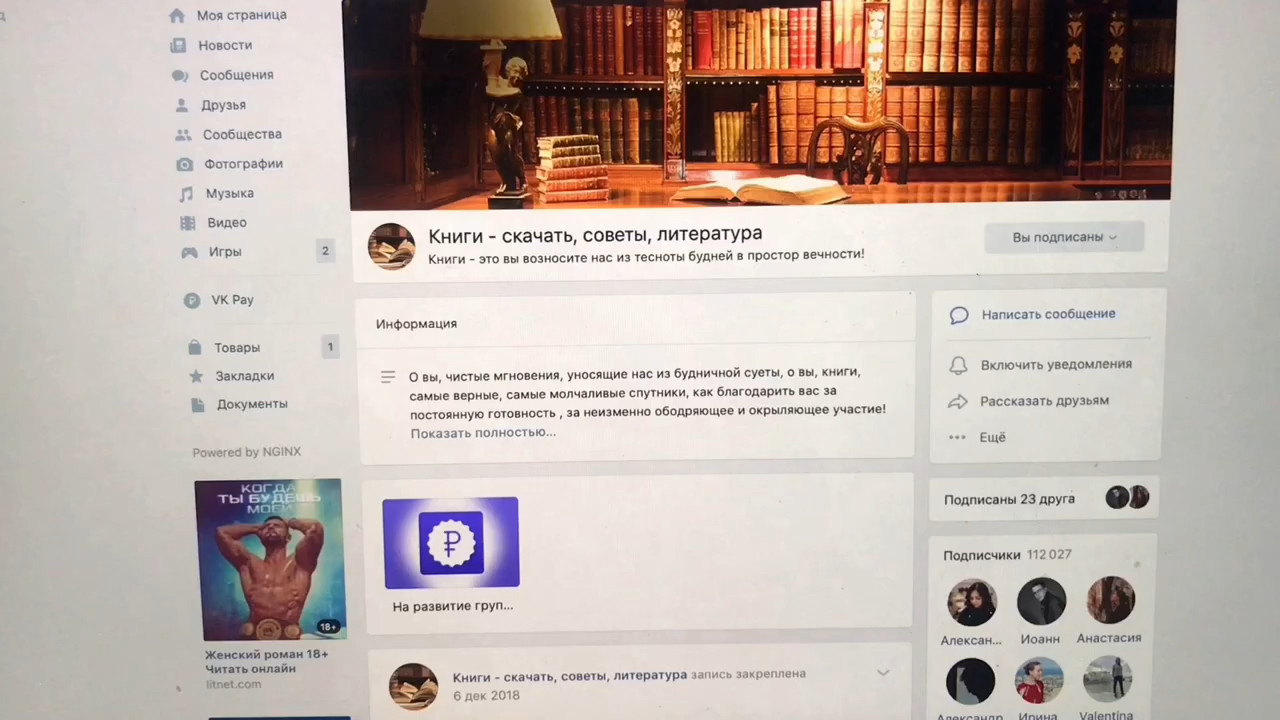 Моя страница
Новости
Сообщения
Друзья
Сообщества
Фотографии
Музыка
Видео
Игры
2
VK Pay
Товары
1
Закладки
Документы
Powered by NGINX
КОГДА
ТЫ БУДЕШЬ
МОЕЙ
18+
Женский роман 18+
Читать онлайн
litnet.com
Книги - скачать, советы, литература
Книги - это вы возносите нас из тесноты будней в простор вечности!
Вы подписаны
Информация
О вы, чистые мгновения, уносящие нас из будничной суеты, о вы, книги,
самые верные, самые молчаливые спутники, как благодарить вас за
постоянную готовность , за неизменно ободряющее и окрыляющее участие!
Показать полностью...
На развитие груп...
Книги - скачать, советы, литература запись закреплена
6 дек 2018
Написать сообщение
Включить уведомления
Рассказать друзьям
Ещё
Подписаны 23 друга
Подписчики 112 027
Алексан...
Иоанн
Анастасия
Александр
Ирина
Valentina